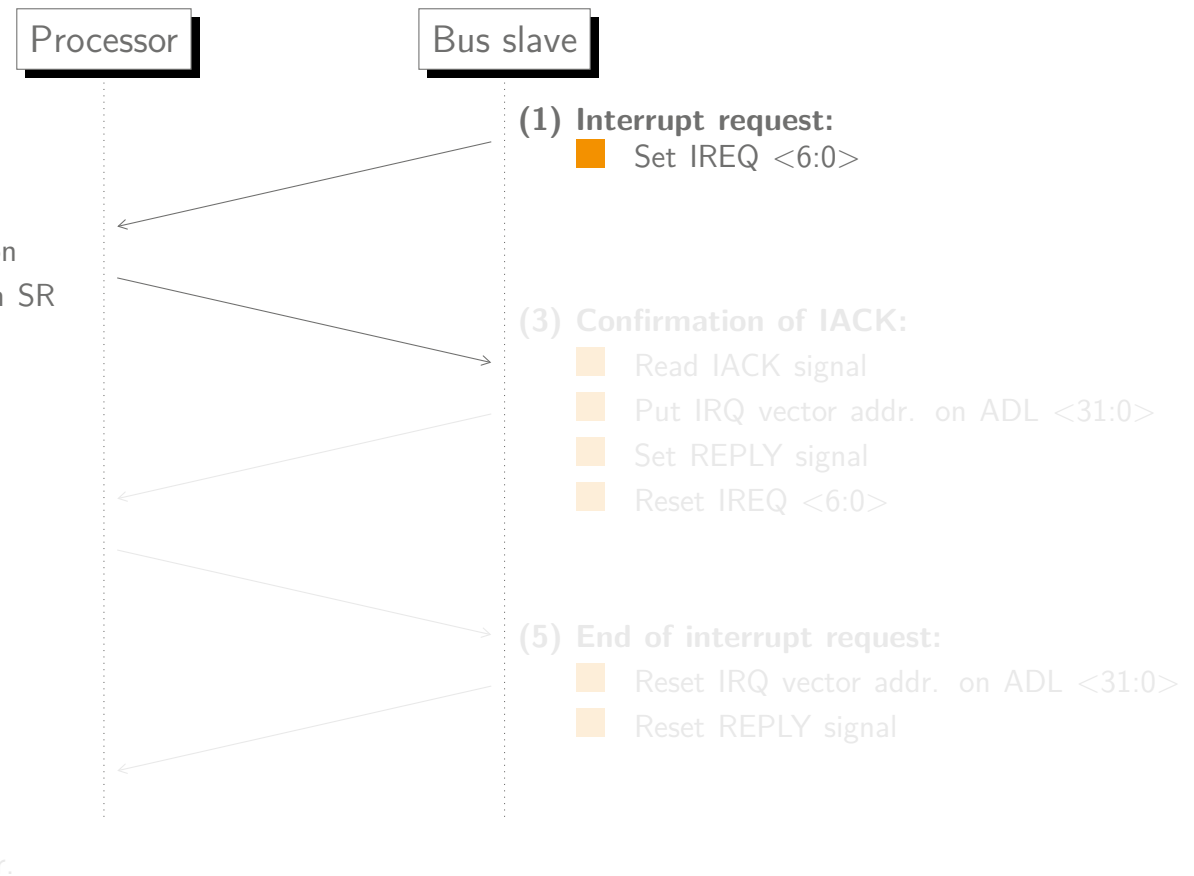 Processor
Bus slave
(1) Interrupt request:
Set IREQ <6:0>
n
SR
(3) Confirmation of IACK:
Read IACK signal
Put IRQ vector addr. on ADL <31:0>
Set REPLY signal
Reset IREQ <6:0>
(5) End of interrupt request:
Reset IRQ vector addr. on ADL <31:0>
Reset REPLY signal
r.